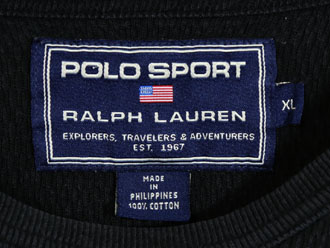 POLO SPORT
RALPH LAUREN
EXPLORERS, TRAVELERS & ADVENTURERS
EST. 1967
XL
MADE
IN
PHILIPPINES
100% COTTON